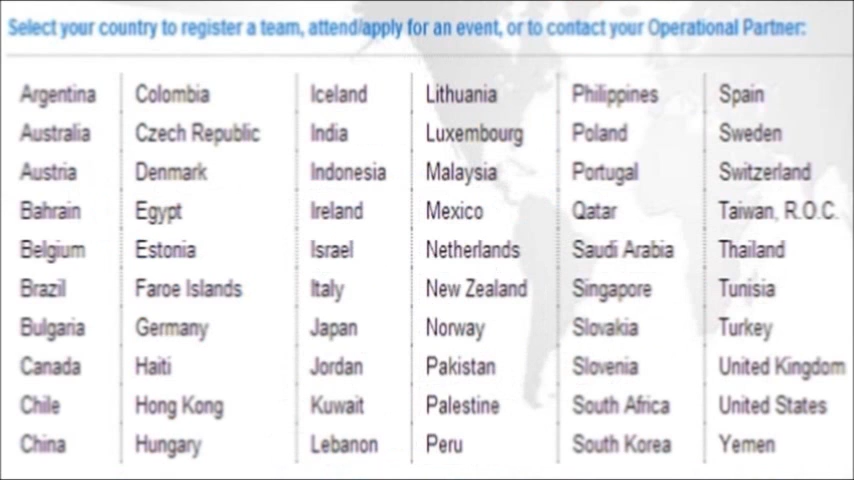 Select your country to register a team, attend/apply for an event, or to contact your Operational Partner:
Argentina Colombia Iceland Lithuania Philippines Spain
Australia Czech Republic India Luxembourg Poland Sweden
Austria Denmark Indonesia Malaysia Portugal Switzerland
Bahrain Egypt Ireland Mexico Qatar Taiwan, R.O.C.
Belgium Estonia Israel Netherlands Saudi Arabia Thailand
Brazil Faroe Islands Italy New Zealand Singapore Tunisia
Bulgaria Germany Japan Norway Slovakia Turkey
Canada Haiti Jordan Pakistan Slovenia United Kingdom
Chile Hong Kong Kuwait Palestine South Africa United States
China Hungary Lebanon Peru South Korea Yemen